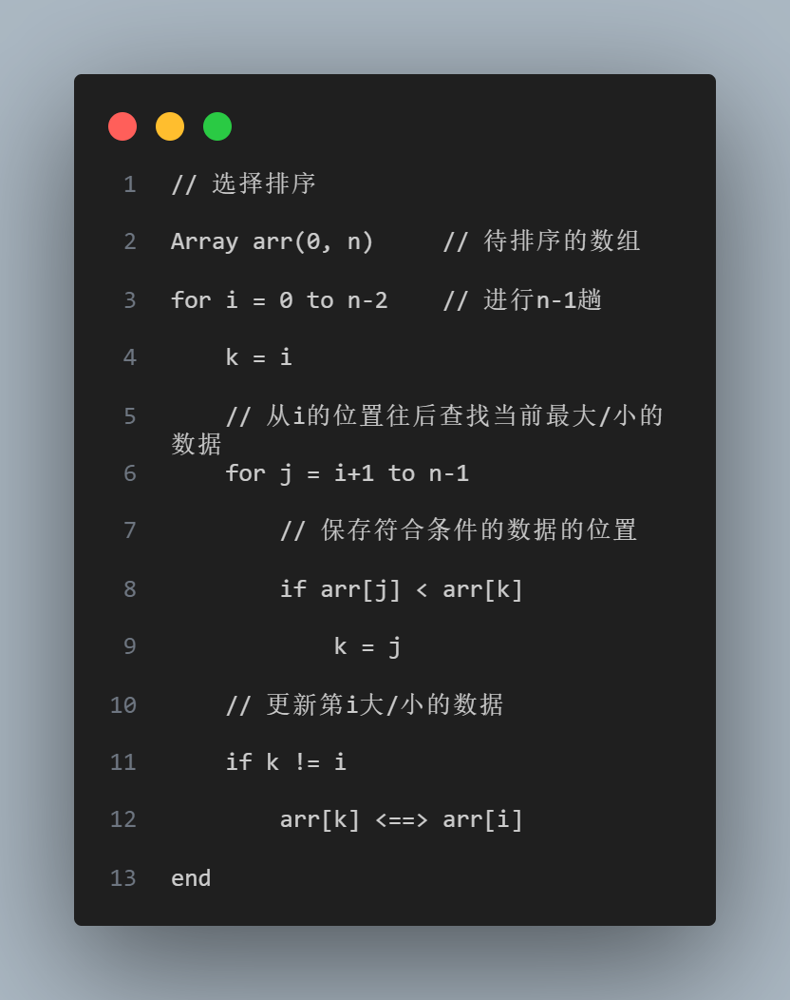 1 // 选择排序
2 Array arr(0, n)     // 待排序的数组
3 for i = 0 to n-2    // 进行n-1趟
4     k = i
5     // 从i的位置往后查找当前最大/小的
数据
6     for j = i+1 to n-1
7         // 保存符合条件的数据的位置
8         if arr[j] < arr[k]
9             k = j
10     // 更新第i大/小的数据
11     if k != i
12         arr[k] <==> arr[i]
13 end